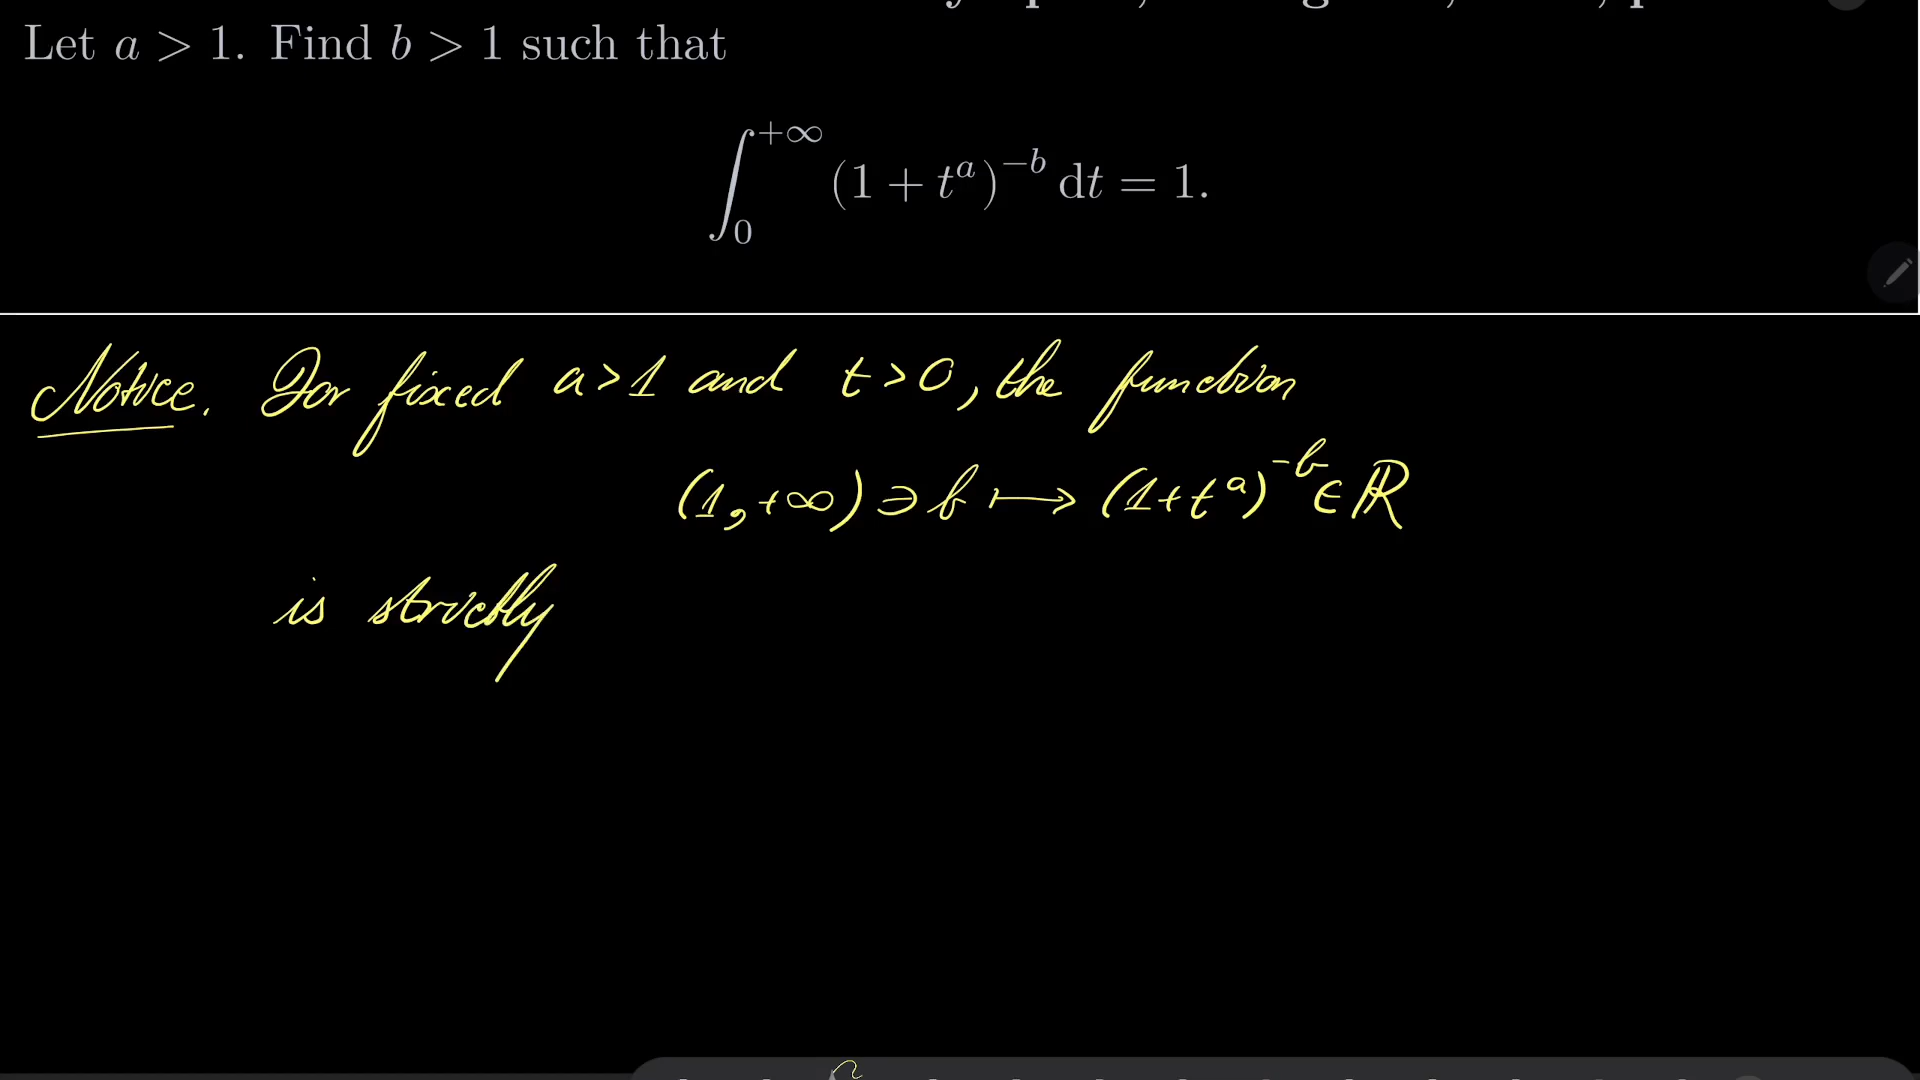 Let a > 1. Find b > 1 such that
∫₀^{+∞} (1 + t^a)^{-b} dt = 1.
Notice. For fixed a>1 and t>0, the function
(1,+∞)∋b ⟼ (1+t^a)^{-b} ∈ ℝ
is strictly